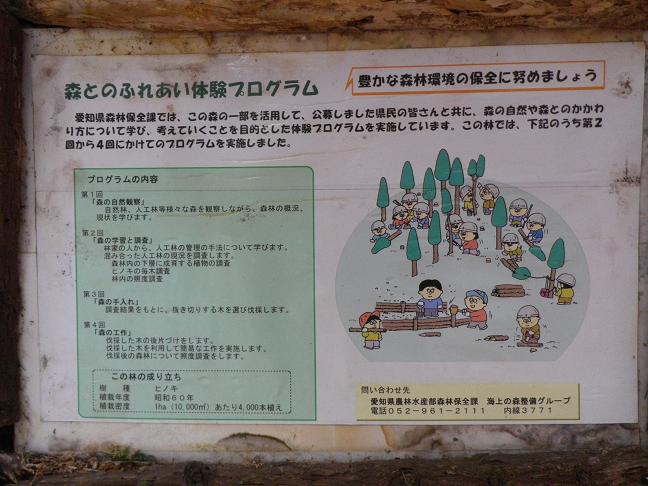 森とのふれあい体験プログラム
豊かな森林環境の保全に努めましょう
愛知県森林保全課では、この森の一部を活用して、公募しました県民の皆さんと共に、森の自然や森とのかかわ
り方について学び、考えていくことを目的とした体験プログラムを実施しています。この林では、下記のうち第2
回から4回にかけてのプログラムを実施しました。
プログラムの内容
第1回
「森の自然観察」
自然林、人工林等様々な森を観察しながら、森林の概況、
現状を学びます。
第2回
「森の学習と調査」
林家の人から、人工林の管理の手法について学びます。
混み合った人工林の現況を調査します。
森林内の下層に成育する植物の調査
ヒノキの毎木調査
林内の照度調査
第3回
「森の手入れ」
調査結果をもとに、抜き切りする木を選び伐採します。
第4回
「森の工作」
伐採した木の後片づけをします。
伐採した木を利用して簡易な工作を実施します。
伐採後の森林について照度調査をします。
この林の成り立ち
樹 種 ヒノキ
植栽年度 昭和60年
植栽密度 1ha(10,000㎡)あたり4,000本植え
問い合わせ先
愛知県農林水産部森林保全課 海上の森整備グループ
電話052-961-2111 内線3771